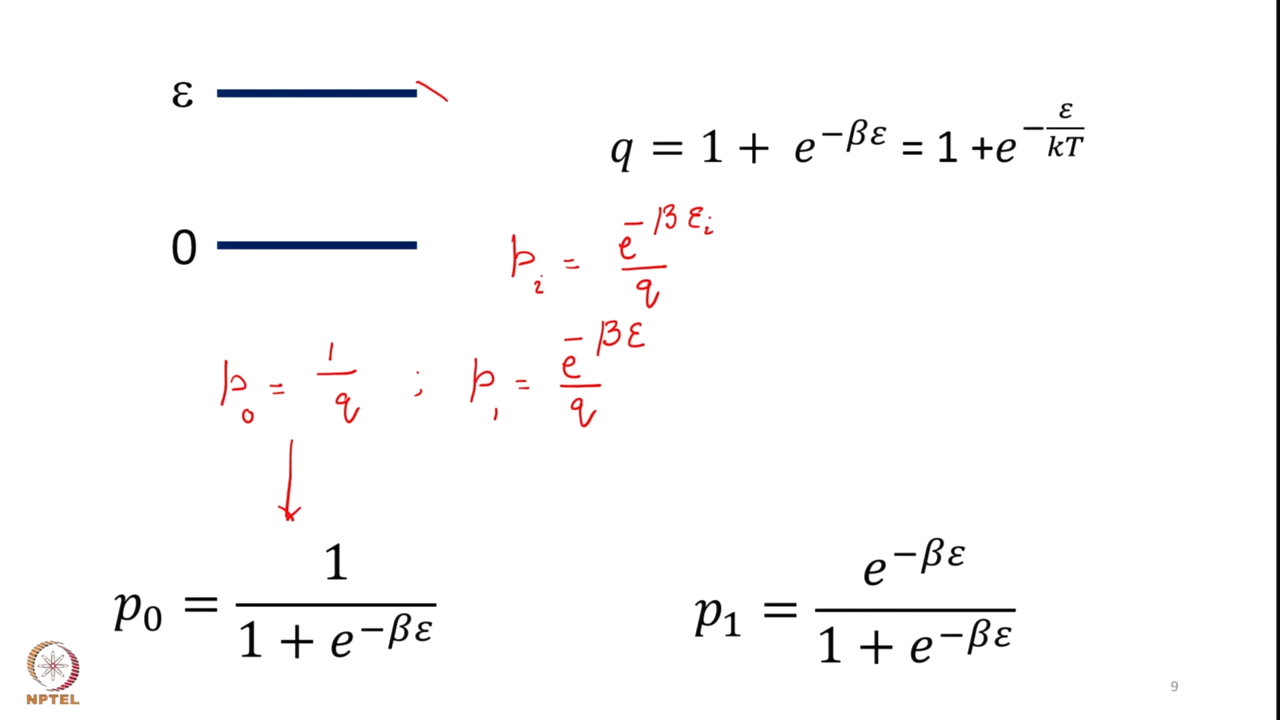 ε
q = 1 + e^{−βε} = 1 + e^{−ε/kT}
0
p_i = e^{−βε_i}/q
p_0 = 1/q ; p_1 = e^{−βε}/q
p_0 = 1/(1 + e^{−βε})
p_1 = e^{−βε}/(1 + e^{−βε})
NPTEL
9